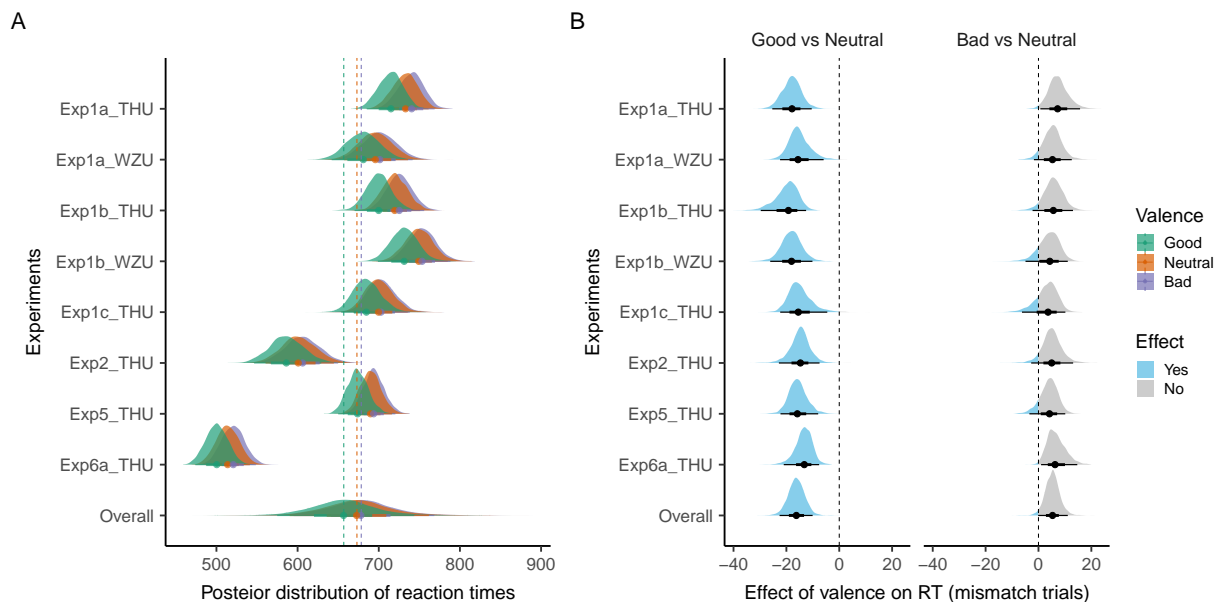 A
B
Good vs Neutral
Bad vs Neutral
Experiments
Exp1a_THU
Exp1a_WZU
Exp1b_THU
Exp1b_WZU
Exp1c_THU
Exp2_THU
Exp5_THU
Exp6a_THU
Overall
500
600
700
800
900
Posterior distribution of reaction times
Experiments
Exp1a_THU
Exp1a_WZU
Exp1b_THU
Exp1b_WZU
Exp1c_THU
Exp2_THU
Exp5_THU
Exp6a_THU
Overall
−40
−20
0
20
−40
−20
0
20
Effect of valence on RT (mismatch trials)
Valence
Good
Neutral
Bad
Effect
Yes
No